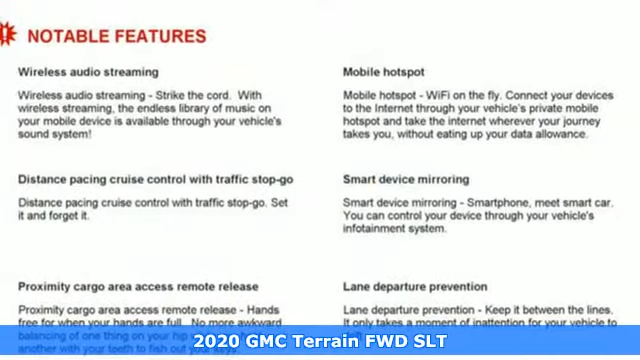 NOTABLE FEATURES
Wireless audio streaming
Wireless audio streaming - Strike the cord. With
wireless streaming, the endless library of music on
your mobile device is available through your vehicle's
sound system!
Distance pacing cruise control with traffic stop-go
Distance pacing cruise control with traffic stop-go. Set
it and forget it.
Proximity cargo area access remote release
Proximity cargo area access remote release - Hands
free for when your hands are full. No more awkward
balancing of one thing on your hip
another with your teeth to fish out your keys.
Mobile hotspot
Mobile hotspot - WiFi on the fly. Connect your devices
to the Internet through your vehicle's private mobile
hotspot and take the internet wherever your journey
takes you, without eating up your data allowance.
Smart device mirroring
Smart device mirroring - Smartphone, meet smart car.
You can control your device through your vehicle's
infotainment system.
Lane departure prevention
Lane departure prevention - Keep it between the lines.
It only takes a moment of inattention for your vehicle to
2020 GMC Terrain FWD SLT